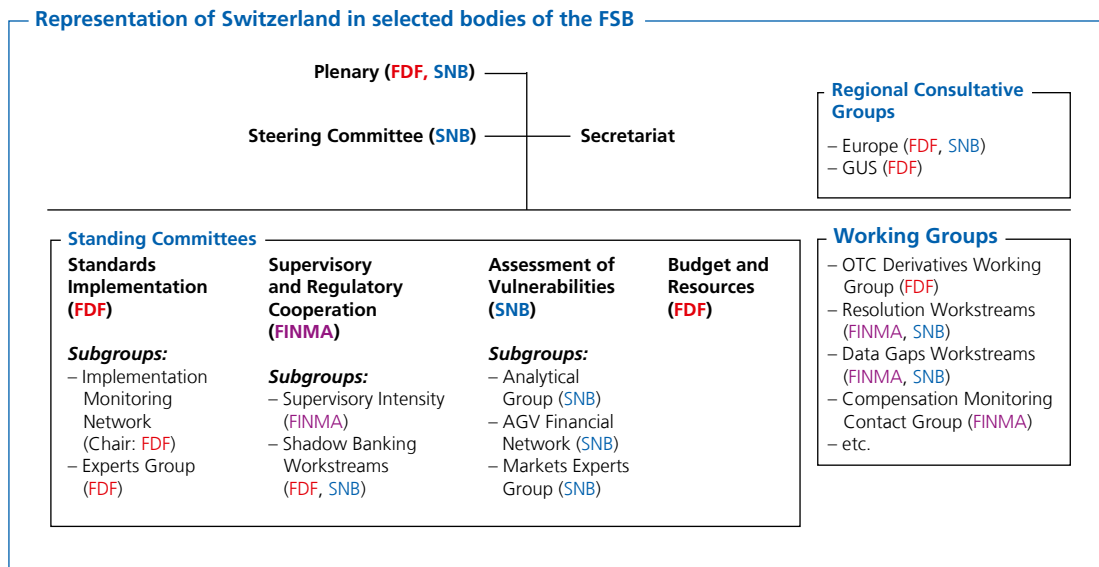 Representation of Switzerland in selected bodies of the FSB
Plenary (FDF, SNB)
Steering Committee (SNB)
Secretariat
Regional Consultative
Groups
– Europe (FDF, SNB)
– GUS (FDF)
Standing Committees
Standards
Implementation
(FDF)
Subgroups:
– Implementation
Monitoring
Network
(Chair: FDF)
– Experts Group
(FDF)
Supervisory
and Regulatory
Cooperation
(FINMA)
Subgroups:
– Supervisory Intensity
(FINMA)
– Shadow Banking
Workstreams
(FDF, SNB)
Assessment of
Vulnerabilities
(SNB)
Subgroups:
– Analytical
Group (SNB)
– AGV Financial
Network (SNB)
– Markets Experts
Group (SNB)
Budget and
Resources
(FDF)
Working Groups
– OTC Derivatives Working
Group (FDF)
– Resolution Workstreams
(FINMA, SNB)
– Data Gaps Workstreams
(FINMA, SNB)
– Compensation Monitoring
Contact Group (FINMA)
– etc.